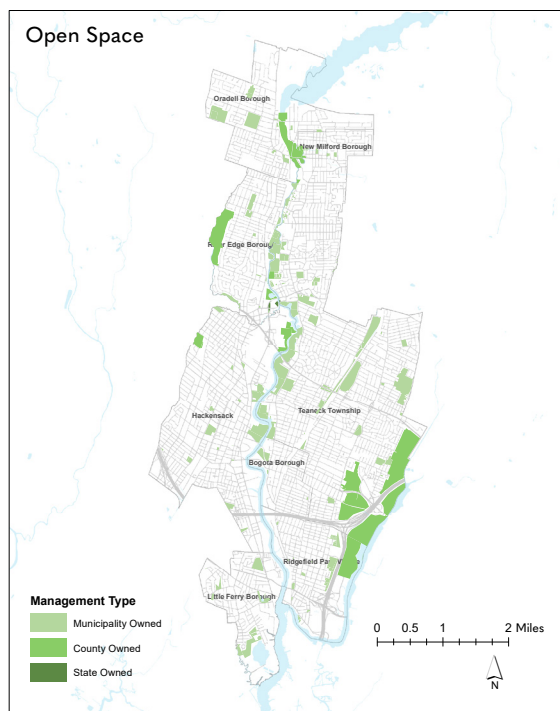 Open Space
Oradell Borough
New Milford Borough
River Edge Borough
Hackensack
Teaneck Township
Bogota Borough
Ridgefield Park Village
Little Ferry Borough
Management Type
Municipality Owned
County Owned
State Owned
0 0.5 1 2 Miles
N